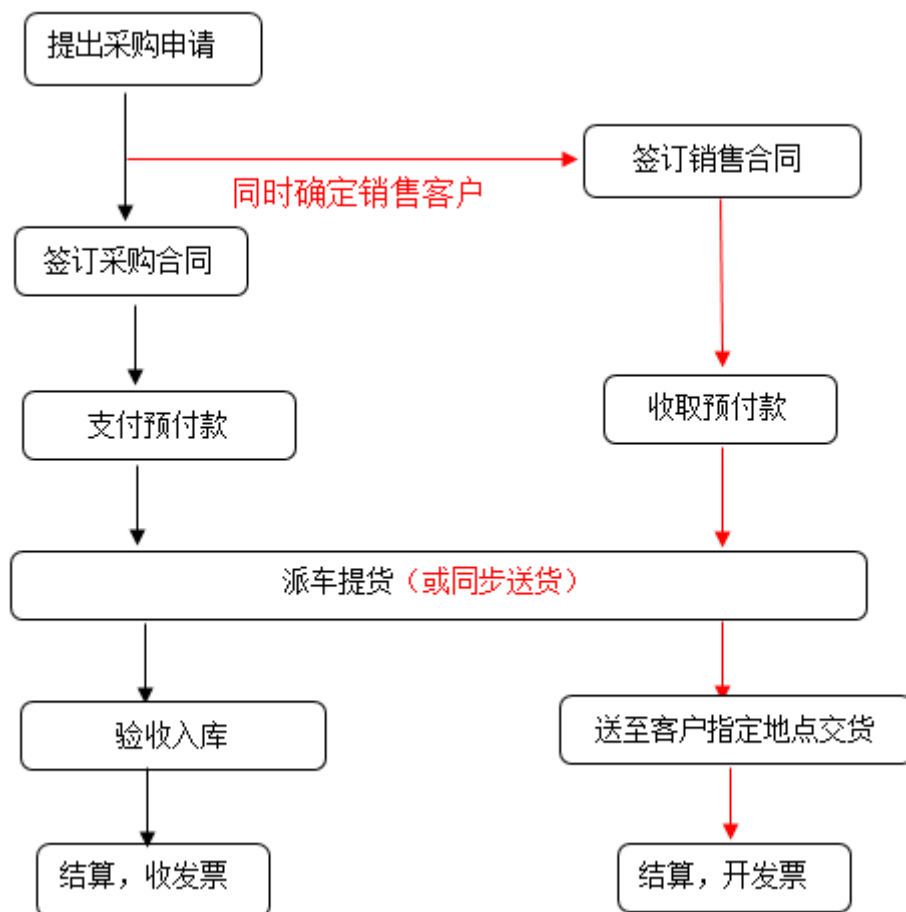 提出采购申请
签订销售合同
同时确定销售客户
签订采购合同
收取预付款
支付预付款
派车提货（或同步送货）
验收入库
送至客户指定地点交货
结算，收发票
结算，开发票